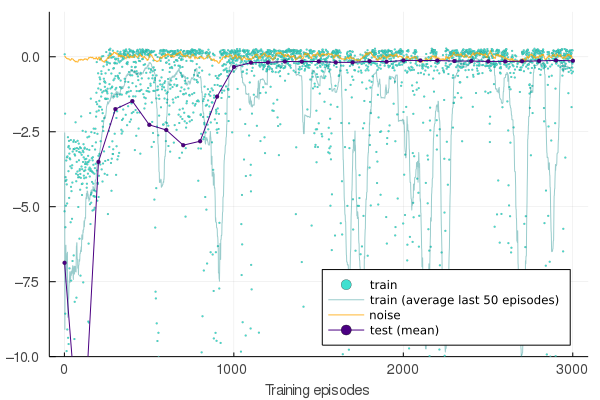 0.0
−2.5
−5.0
−7.5
−10.0
train
train (average last 50 episodes)
noise
test (mean)
0
1000
2000
3000
Training episodes